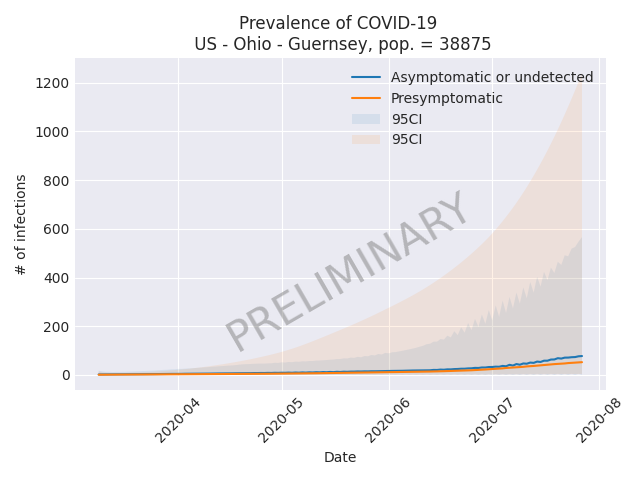 Prevalence of COVID-19
US - Ohio - Guernsey, pop. = 38875
Asymptomatic or undetected
Presymptomatic
95CI
95CI
1200
1000
800
600
400
200
0
# of infections
PRELIMINARY
2020-04
2020-05
2020-06
2020-07
2020-08
Date